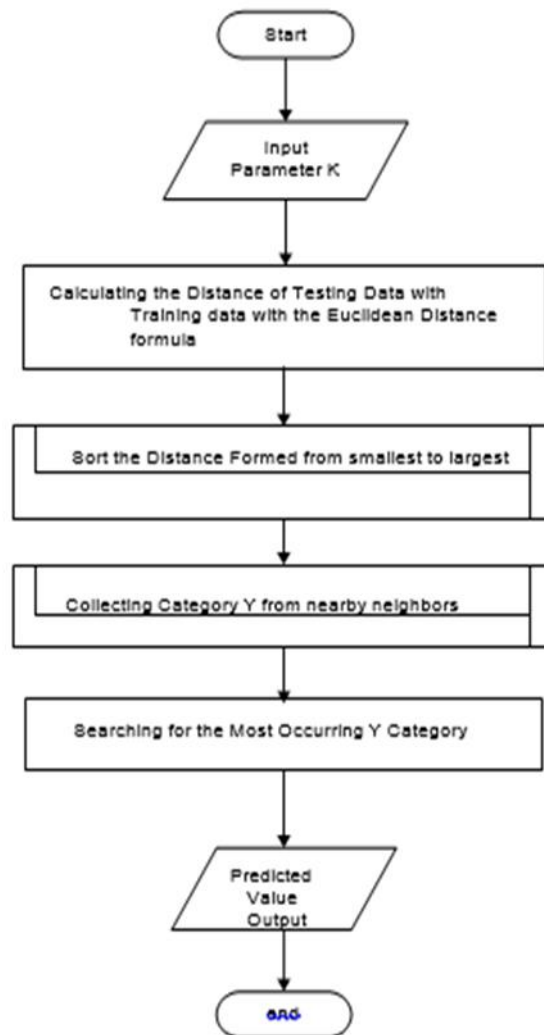 Start
Input
Parameter K
Calculating the Distance of Testing Data with
Training data with the Euclidean Distance
formula
Sort the Distance Formed from smallest to largest
Collecting Category Y from nearby neighbors
Searching for the Most Occurring Y Category
Predicted
Value
Output
end